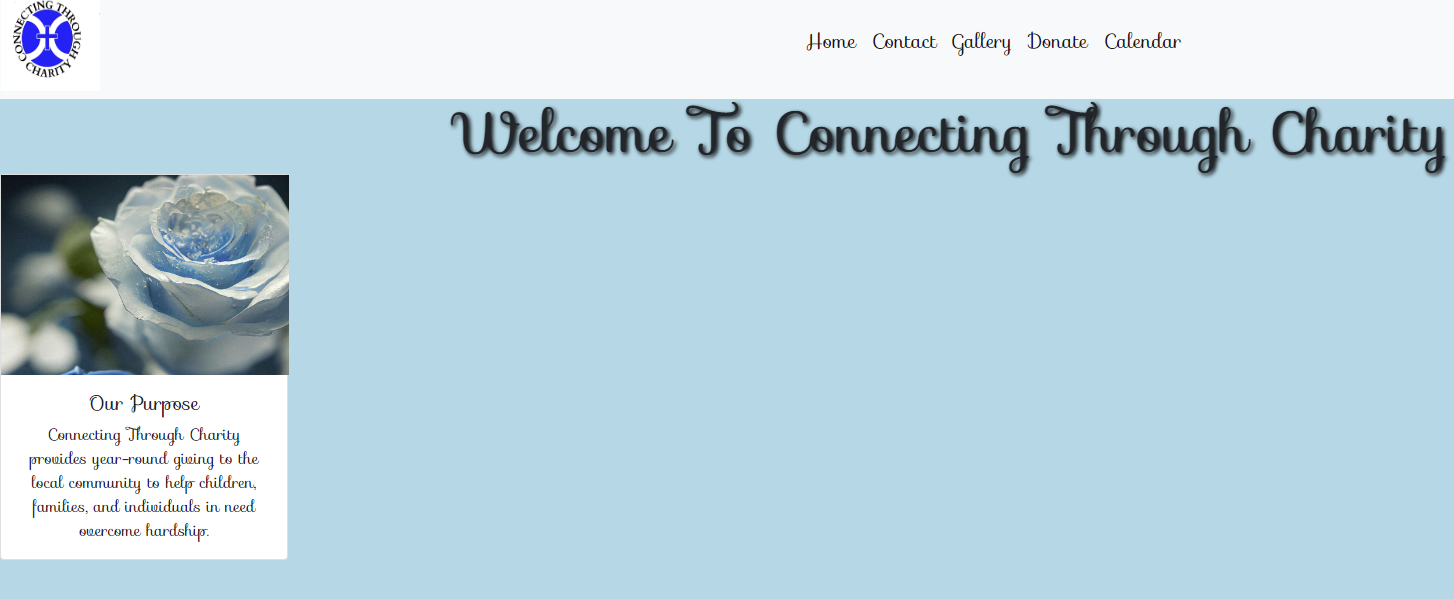 CONNECTING THROUGH CHARITY
Home Contact Gallery Donate Calendar
Welcome To Connecting Through Charity
Our Purpose
Connecting Through Charity
provides year-round giving to the
local community to help children,
families, and individuals in need
overcome hardship.